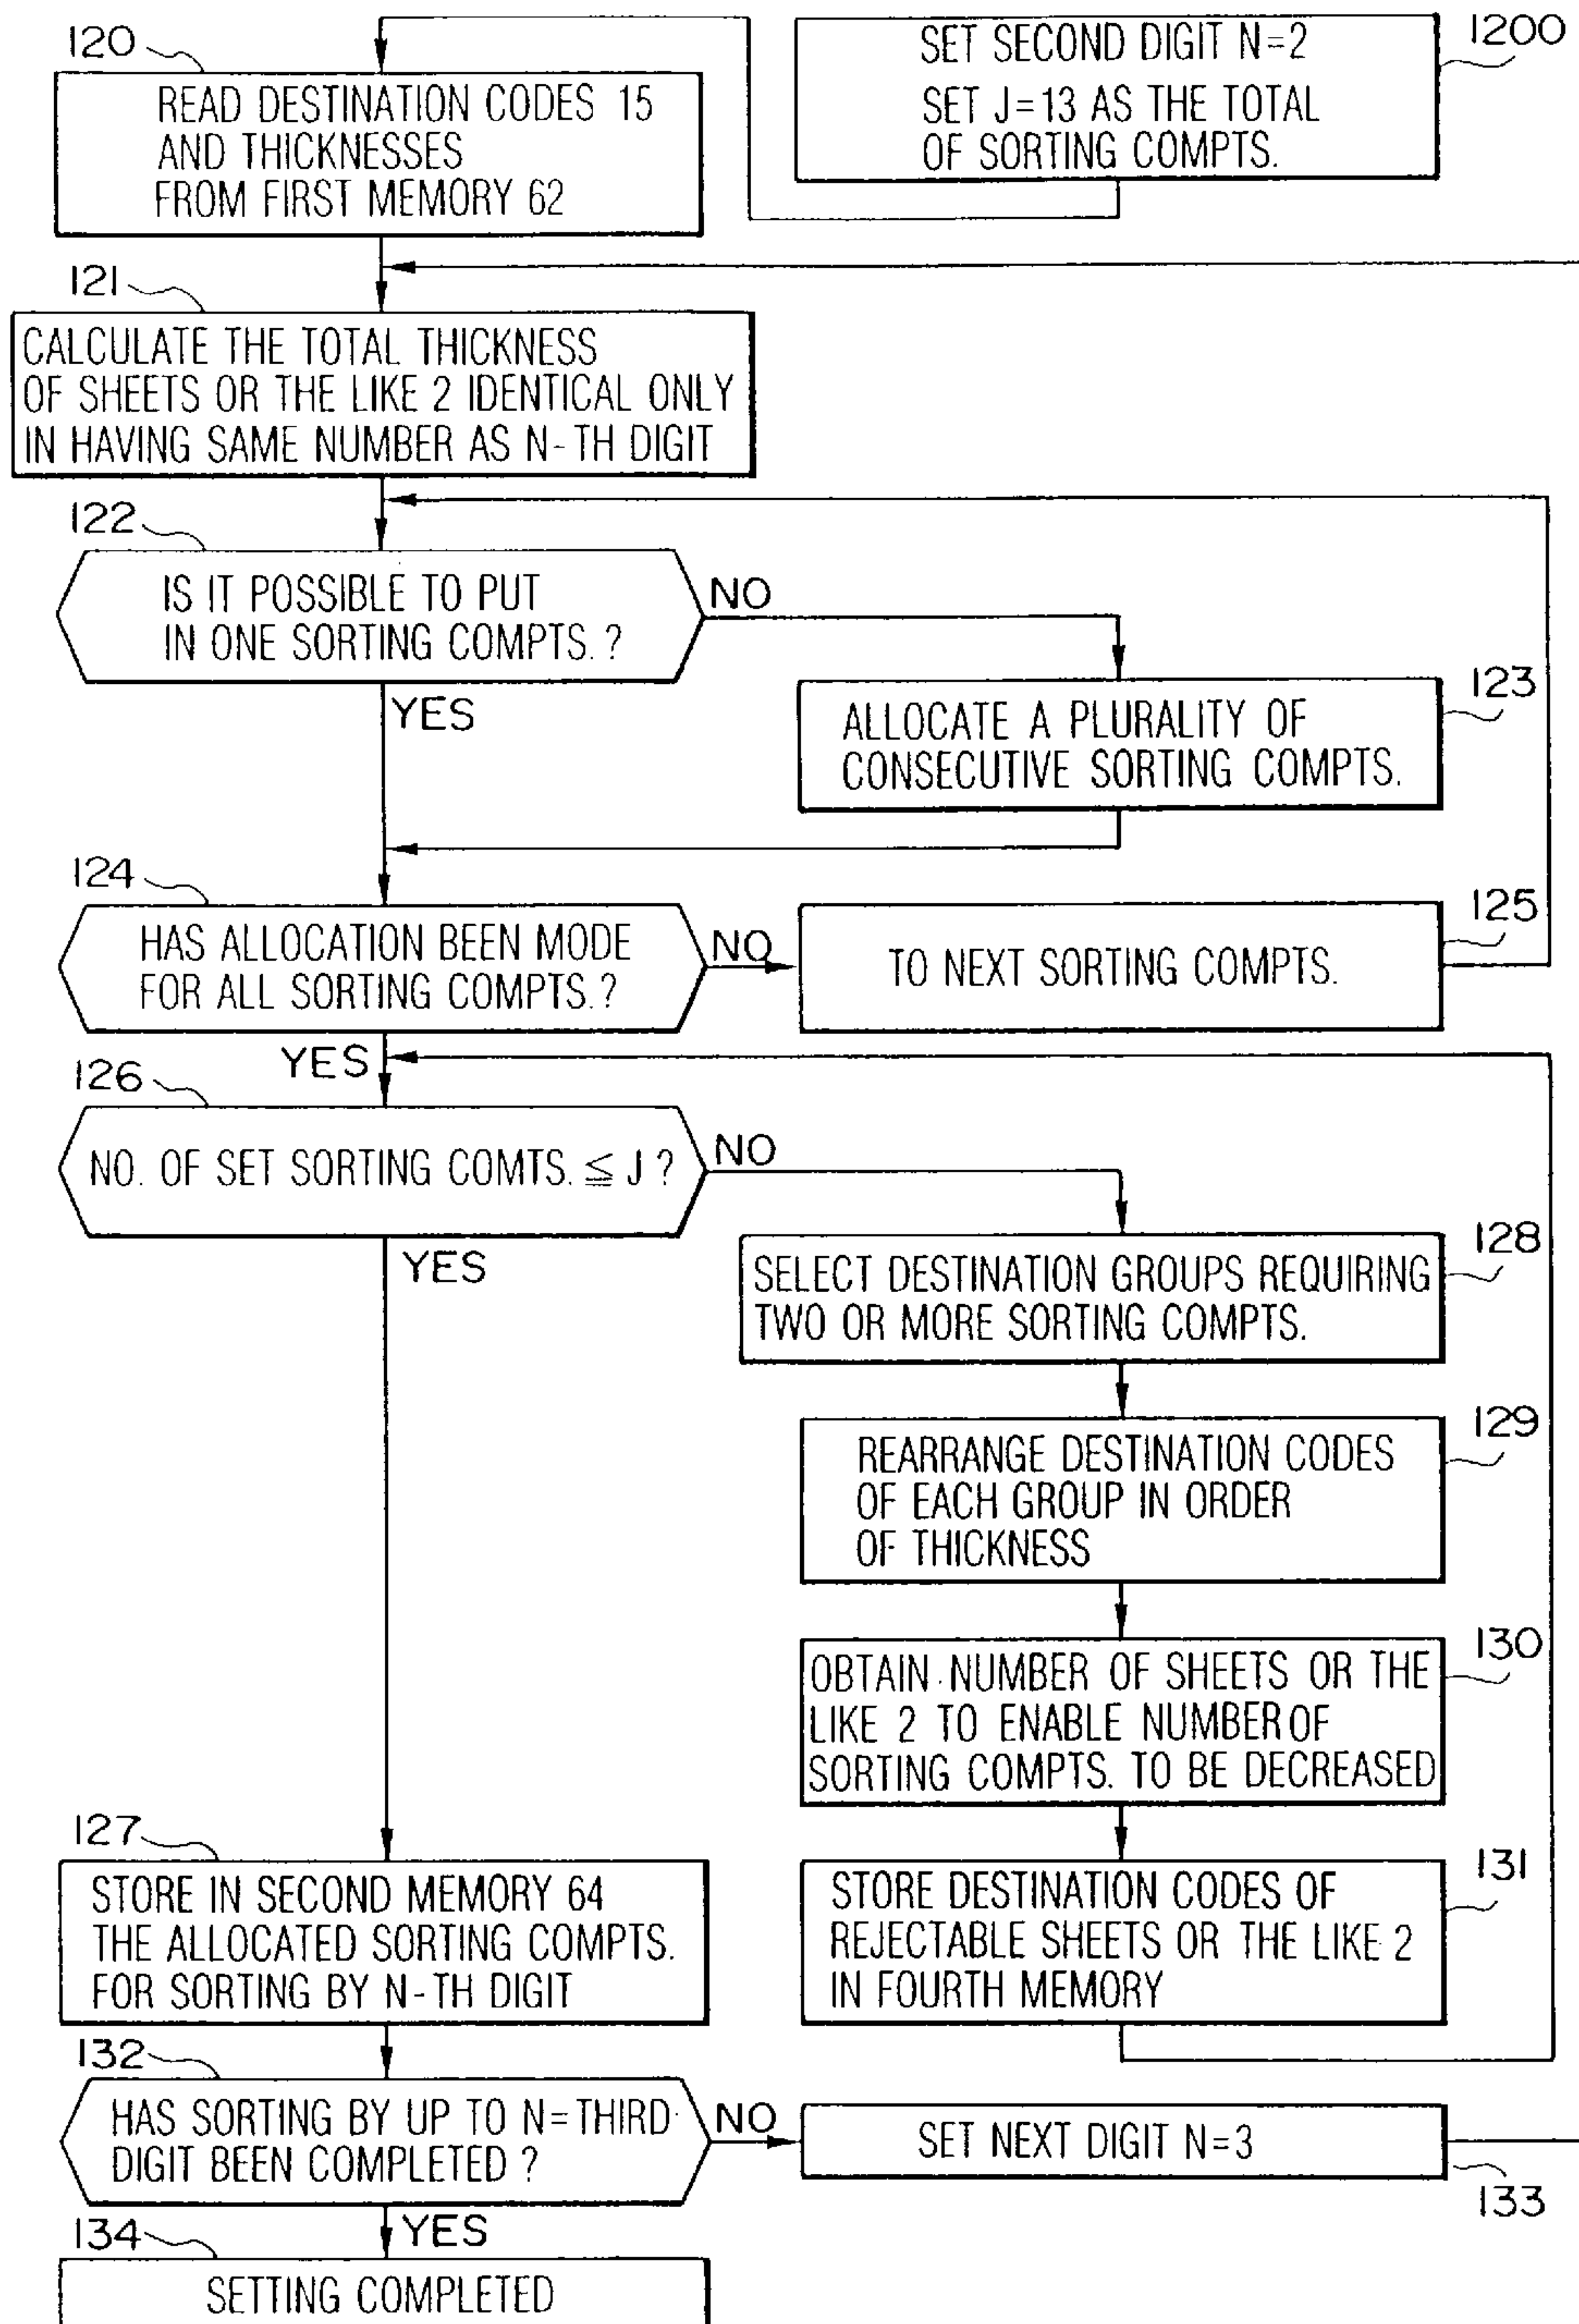 1200
SET SECOND DIGIT N=2
SET J=13 AS THE TOTAL
OF SORTING COMPTS.
120
READ DESTINATION CODES 15
AND THICKNESSES
FROM FIRST MEMORY 62
121
CALCULATE THE TOTAL THICKNESS
OF SHEETS OR THE LIKE 2 IDENTICAL ONLY
IN HAVING SAME NUMBER AS N-TH DIGIT
122
IS IT POSSIBLE TO PUT
IN ONE SORTING COMPTS.?
NO
YES
123
ALLOCATE A PLURALITY OF
CONSECUTIVE SORTING COMPTS.
124
HAS ALLOCATION BEEN MODE
FOR ALL SORTING COMPTS.?
NO
YES
125
TO NEXT SORTING COMPTS.
126
NO. OF SET SORTING COMTS. ≦ J ?
NO
YES
128
SELECT DESTINATION GROUPS REQUIRING
TWO OR MORE SORTING COMPTS.
129
REARRANGE DESTINATION CODES
OF EACH GROUP IN ORDER
OF THICKNESS
130
OBTAIN NUMBER OF SHEETS OR THE
LIKE 2 TO ENABLE NUMBER OF
SORTING COMPTS. TO BE DECREASED
131
STORE DESTINATION CODES OF
REJECTABLE SHEETS OR THE LIKE 2
IN FOURTH MEMORY
127
STORE IN SECOND MEMORY 64
THE ALLOCATED SORTING COMPTS.
FOR SORTING BY N-TH DIGIT
132
HAS SORTING BY UP TO N=THIRD
DIGIT BEEN COMPLETED ?
NO
YES
SET NEXT DIGIT N=3
133
134
SETTING COMPLETED